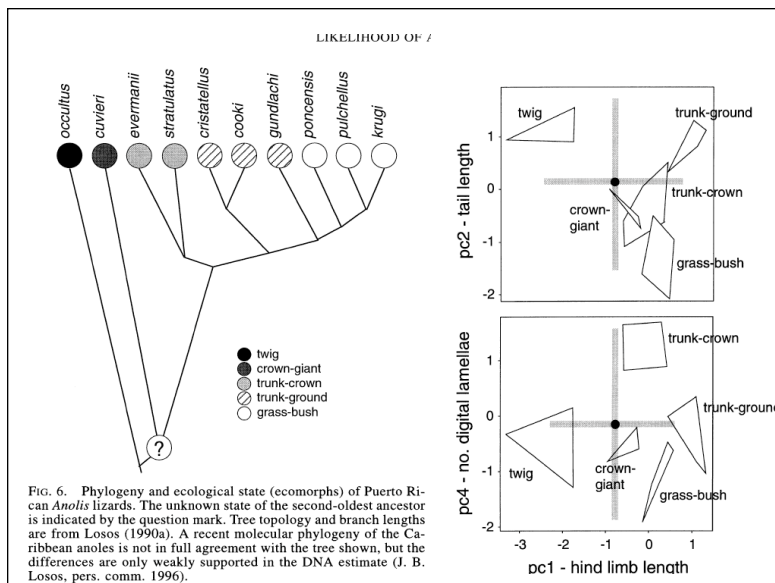 LIKELIHOOD OF
occultus
cuvieri
evermanii
stratulatus
cristatellus
cooki
gundlachi
poncensis
pulchellus
krugi
?
twig
crown-giant
trunk-crown
trunk-ground
grass-bush
FIG. 6. Phylogeny and ecological state (ecomorphs) of Puerto Ri-
can Anolis lizards. The unknown state of the second-oldest ancestor
is indicated by the question mark. Tree topology and branch lengths
are from Losos (1990a). A recent molecular phylogeny of the Ca-
ribbean anoles is not in full agreement with the tree shown, but the
differences are only weakly supported in the DNA estimate (J. B.
Losos, pers. comm. 1996).
pc2 - tail length
1
0
-1
-2
twig
trunk-ground
trunk-crown
crown-
giant
grass-bush
pc4 - no. digital lamellae
1
0
-1
-2
trunk-crown
trunk-ground
twig
crown-
giant
grass-bush
-3
-2
-1
0
1
pc1 - hind limb length